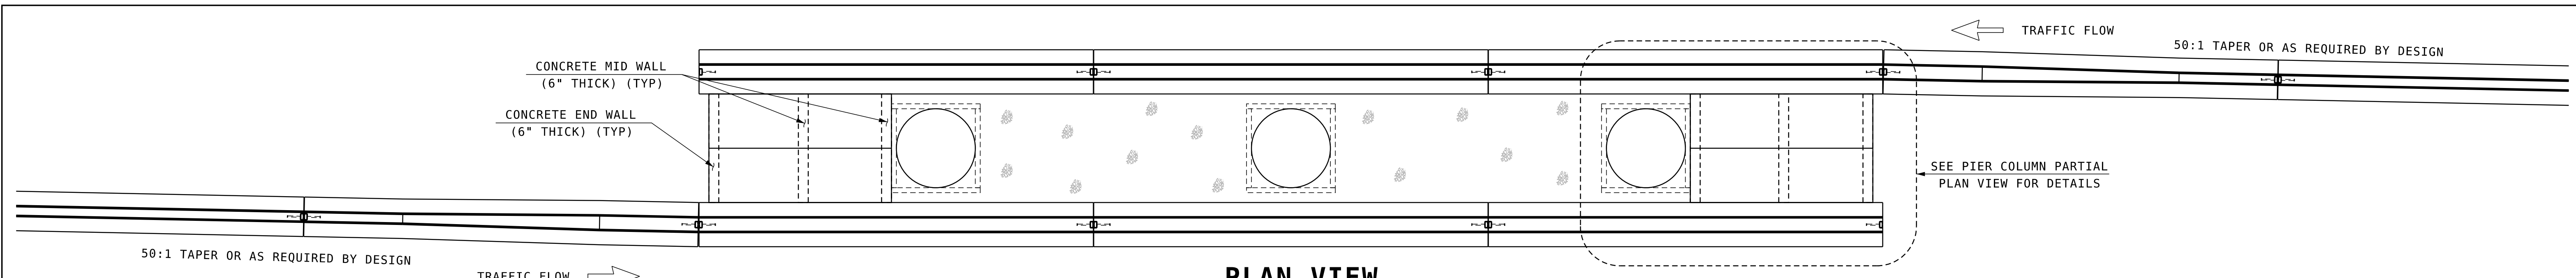 TRAFFIC FLOW
50:1 TAPER OR AS REQUIRED BY DESIGN
CONCRETE MID WALL
(6" THICK) (TYP)
CONCRETE END WALL
(6" THICK) (TYP)
SEE PIER COLUMN PARTIAL
PLAN VIEW FOR DETAILS
50:1 TAPER OR AS REQUIRED BY DESIGN
TRAFFIC FLOW
PLAN VIEW